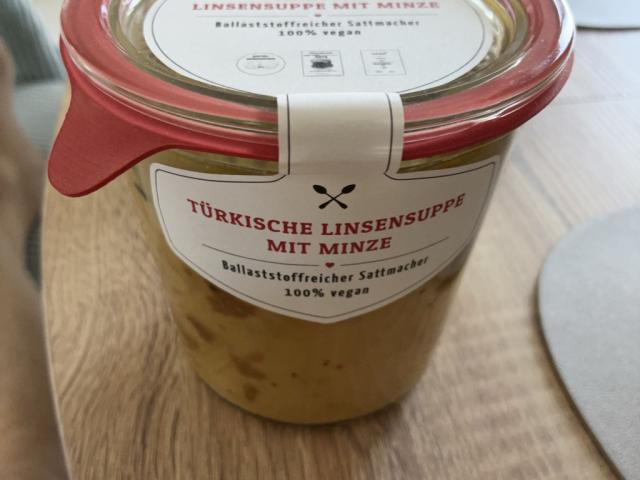 LINSENSUPPE MIT MINZE
Ballaststoffreicher Sattmacher
100% vegan
TÜRKISCHE LINSENSUPPE
MIT MINZE
Ballaststoffreicher Sattmacher
100% vegan